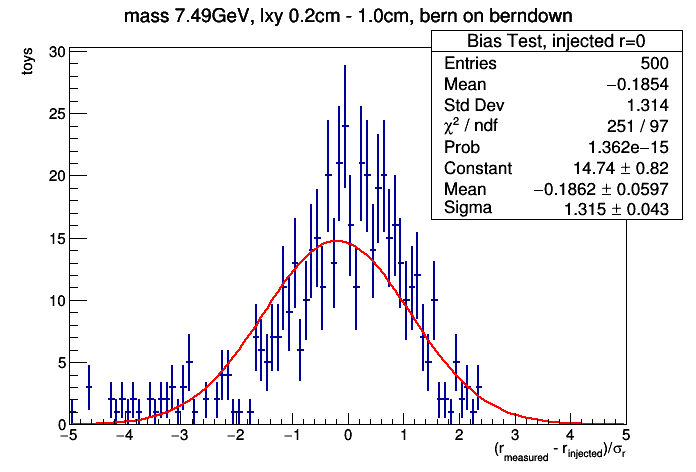 mass 7.49GeV, lxy 0.2cm - 1.0cm, bern on berndown
Bias Test, injected r=0
Entries 500
Mean −0.1854
Std Dev 1.314
χ² / ndf 251 / 97
Prob 1.362e−15
Constant 14.74 ± 0.82
Mean −0.1862 ± 0.0597
Sigma 1.315 ± 0.043
toys
30
25
20
15
10
5
0
−5 −4 −3 −2 −1 0 1 2 3 4 5
(r_measured - r_injected)/σ_r